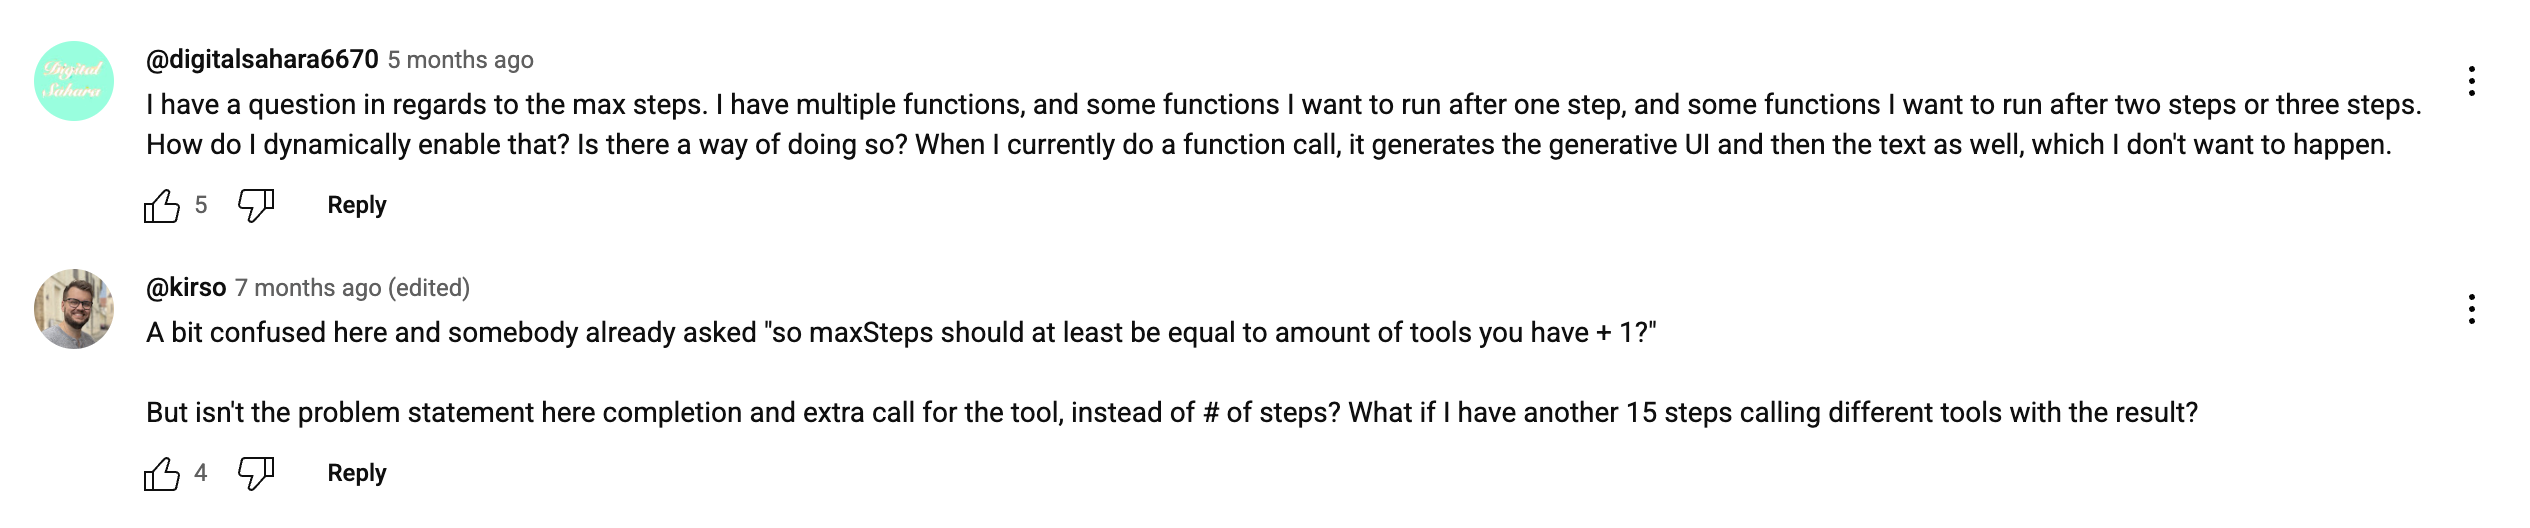 Digital
Sahara
@digitalsahara6670 5 months ago
I have a question in regards to the max steps. I have multiple functions, and some functions I want to run after one step, and some functions I want to run after two steps or three steps.
How do I dynamically enable that? Is there a way of doing so? When I currently do a function call, it generates the generative UI and then the text as well, which I don't want to happen.
5 Reply
@kirso 7 months ago (edited)
A bit confused here and somebody already asked "so maxSteps should at least be equal to amount of tools you have + 1?"
But isn't the problem statement here completion and extra call for the tool, instead of # of steps? What if I have another 15 steps calling different tools with the result?
4 Reply